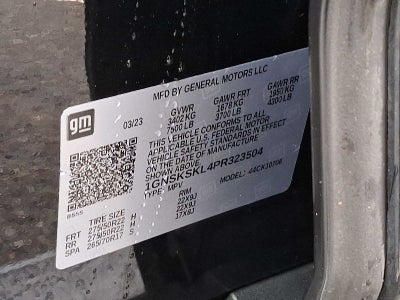 gm
MFD BY GENERAL MOTORS LLC
03/23
GVWR GAWR FRT GAWR RR
3402 KG 1678 KG 1950 KG
7500 LB 3700 LB 4300 LB
THIS VEHICLE CONFORMS TO ALL
APPLICABLE U.S. FEDERAL MOTOR
VEHICLE SAFETY STANDARDS IN EFFECT
ON THE DATE OF MANUFACTURE
SHOWN ABOVE.
1GNSKSKL4PR323504
TYPE: MPV MODEL: 44CK10706
BSSS
TIRE SIZE RIM
FRT 275/50R22 H 22X9J
RR 275/50R22 H 22X9J
SPA 265/70R17 S 17X8J